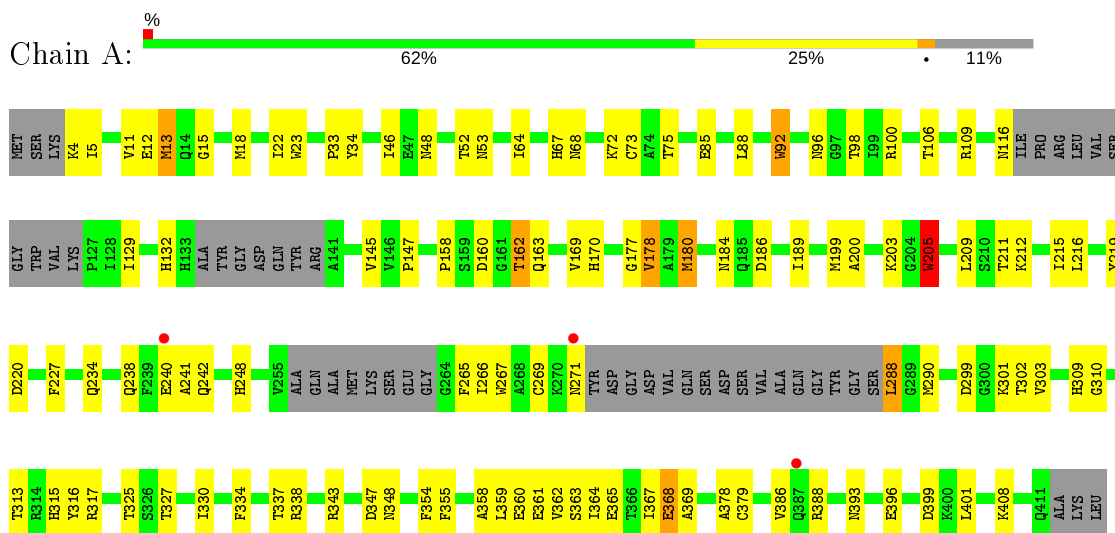 %
Chain A:
62% 25% • 11%
MET SER LYS K4 I5 V11 E12 M13 Q14 G15 M18 I22 W23 P33 Y34 I46 E47 N48 T52 N53 I64 H67 N68 K72 C73 A74 T75 E85 L88 W92 N96 G97 T98 I99 R100 T106 R109 N116 ILE PRO ARG LEU VAL SER
GLY TRP VAL LYS P127 I128 I129 H132 H133 ALA TYR GLY ASP GLN TYR ARG A141 V145 V146 P147 P158 S159 D160 G161 T162 Q163 V169 H170 G177 V178 A179 M180 N184 Q185 D186 I189 M199 A200 K203 G204 W205 L209 S210 T211 K212 I215 L216 Y219
D220 F227 Q234 Q238 F239 E240 A241 Q242 H248 V255 ALA GLN ALA MET LYS SER GLU GLY G264 F265 I266 W267 A268 C269 K270 N271 TYR ASP GLY ASP VAL GLN SER ASP SER VAL ALA GLN GLY TYR GLY SER L288 G289 M290 D299 G300 K301 T302 V303 H309 G310
T313 R314 H315 Y316 R317 T325 S326 T327 I330 F334 T337 R338 R343 D347 N348 F354 F355 A358 L359 E360 E361 V362 S363 I364 E365 T366 I367 E368 A369 A378 C379 V386 Q387 R388 N393 E396 D399 K400 L401 K408 Q411 ALA LYS LEU